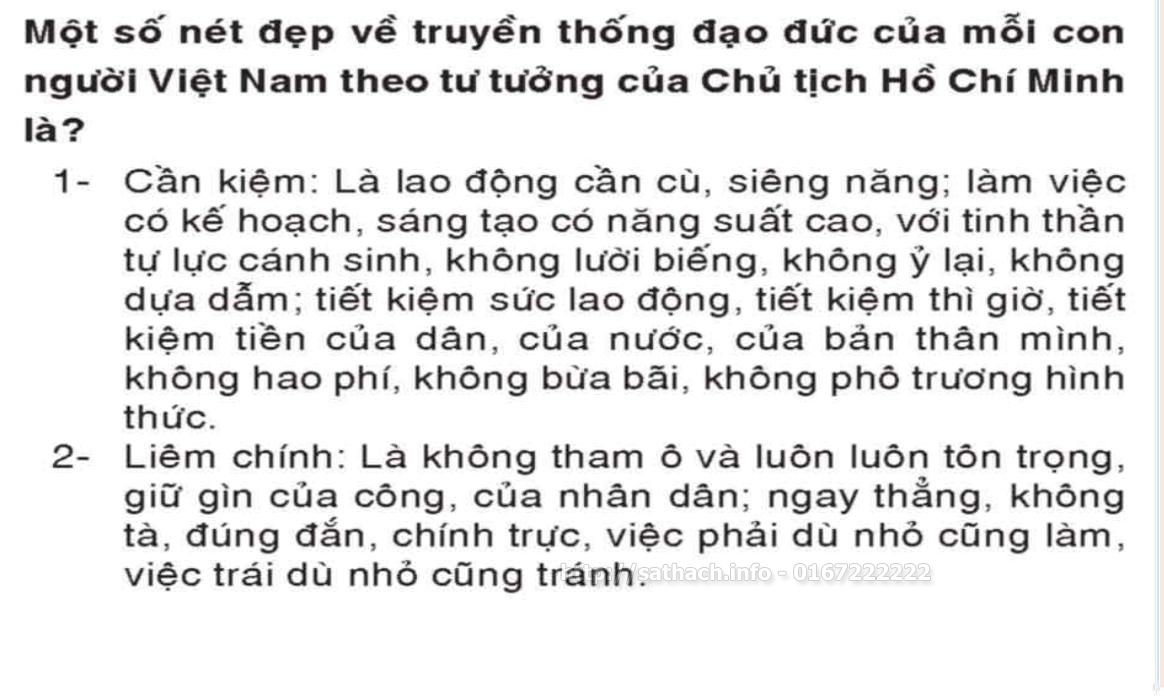 Một số nét đẹp về truyền thống đạo đức của mỗi con
người Việt Nam theo tư tưởng của Chủ tịch Hồ Chí Minh
là?
1- Cần kiệm: Là lao động cần cù, siêng năng; làm việc
có kế hoạch, sáng tạo có năng suất cao, với tinh thần
tự lực cánh sinh, không lười biếng, không ỷ lại, không
dựa dẫm; tiết kiệm sức lao động, tiết kiệm thì giờ, tiết
kiệm tiền của dân, của nước, của bản thân mình,
không hao phí, không bừa bãi, không phô trương hình
thức.
2- Liêm chính: Là không tham ô và luôn luôn tôn trọng,
giữ gìn của công, của nhân dân; ngay thẳng, không
tà, đúng đắn, chính trực, việc phải dù nhỏ cũng làm,
việc trái dù nhỏ cũng tránh.
sathach.info - 0167222222